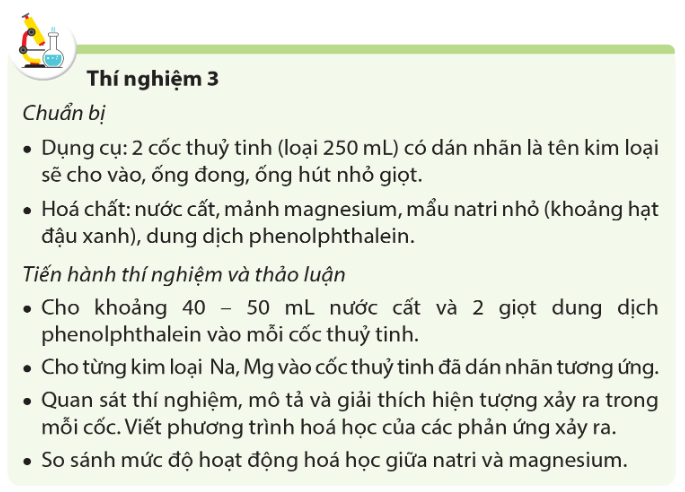 Thí nghiệm 3
Chuẩn bị
• Dụng cụ: 2 cốc thuỷ tinh (loại 250 mL) có dán nhãn là tên kim loại
sẽ cho vào, ống đong, ống hút nhỏ giọt.
• Hoá chất: nước cất, mảnh magnesium, mẩu natri nhỏ (khoảng hạt
đậu xanh), dung dịch phenolphthalein.
Tiến hành thí nghiệm và thảo luận
• Cho khoảng 40 – 50 mL nước cất và 2 giọt dung dịch
phenolphthalein vào mỗi cốc thuỷ tinh.
• Cho từng kim loại Na, Mg vào cốc thuỷ tinh đã dán nhãn tương ứng.
• Quan sát thí nghiệm, mô tả và giải thích hiện tượng xảy ra trong
mỗi cốc. Viết phương trình hoá học của các phản ứng xảy ra.
• So sánh mức độ hoạt động hoá học giữa natri và magnesium.